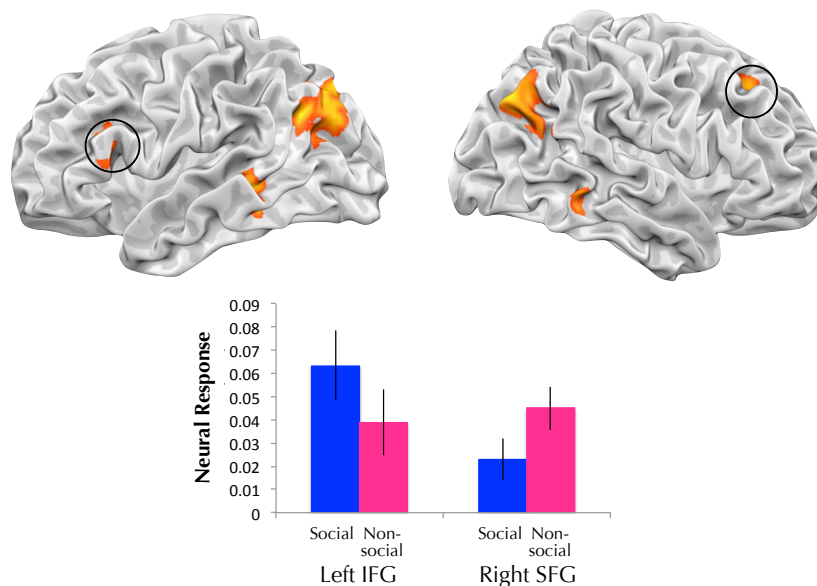 0.09
0.08
0.07
0.06
0.05
0.04
0.03
0.02
0.01
0
Neural Response
Social Non-
social
Social Non-
social
Left IFG
Right SFG